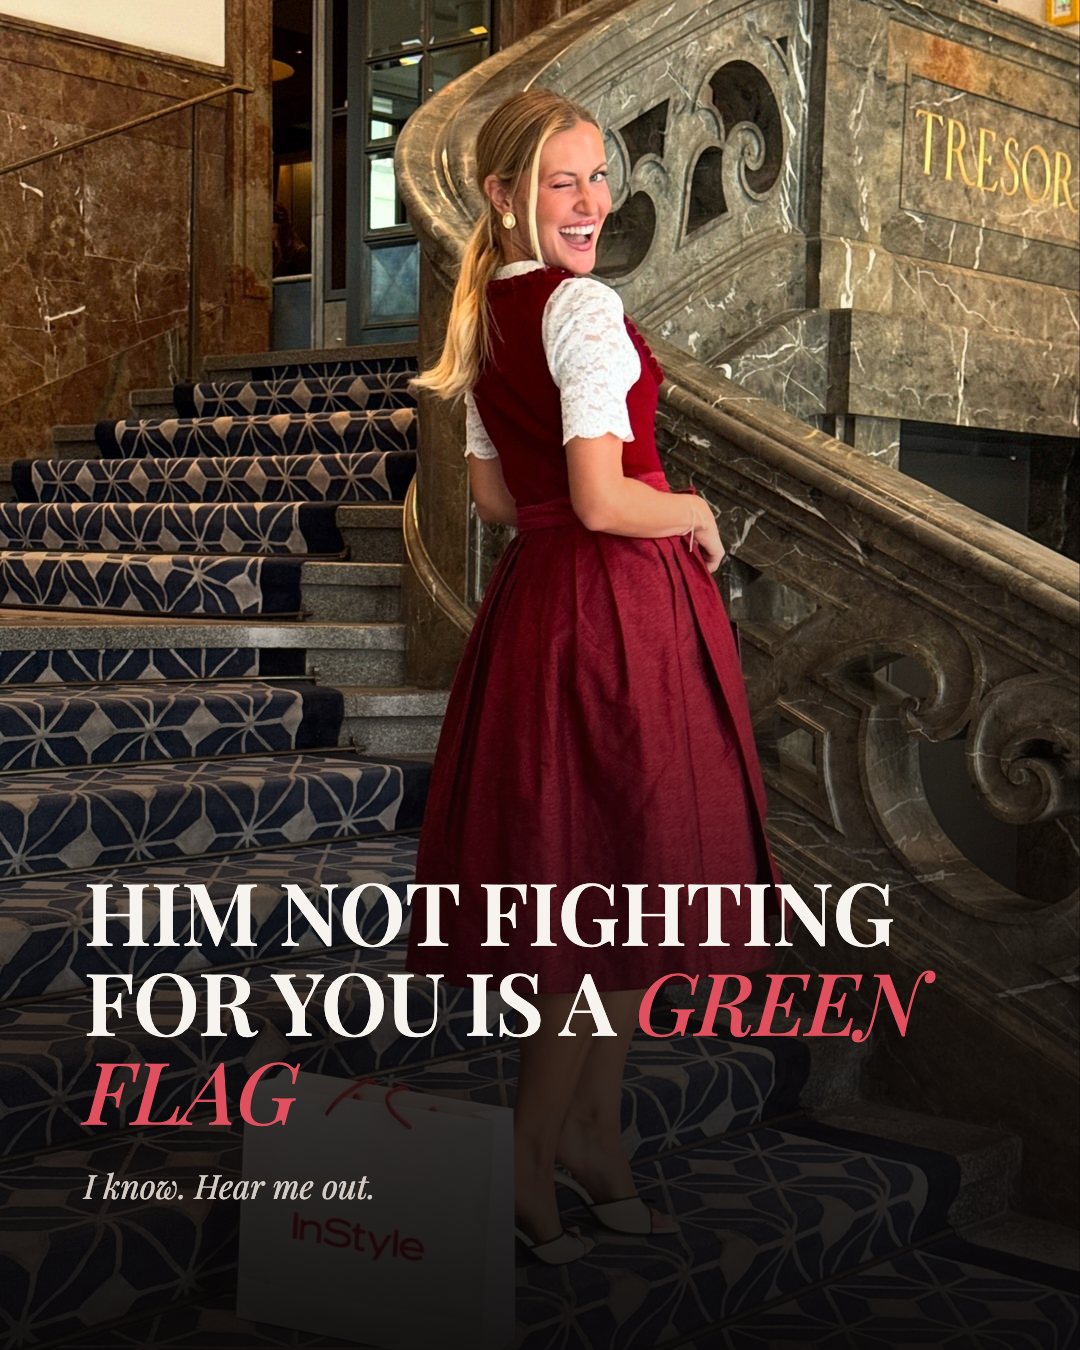 TRESOR
HIM NOT FIGHTING
FOR YOU IS A GREEN
FLAG
I know. Hear me out.
InStyle